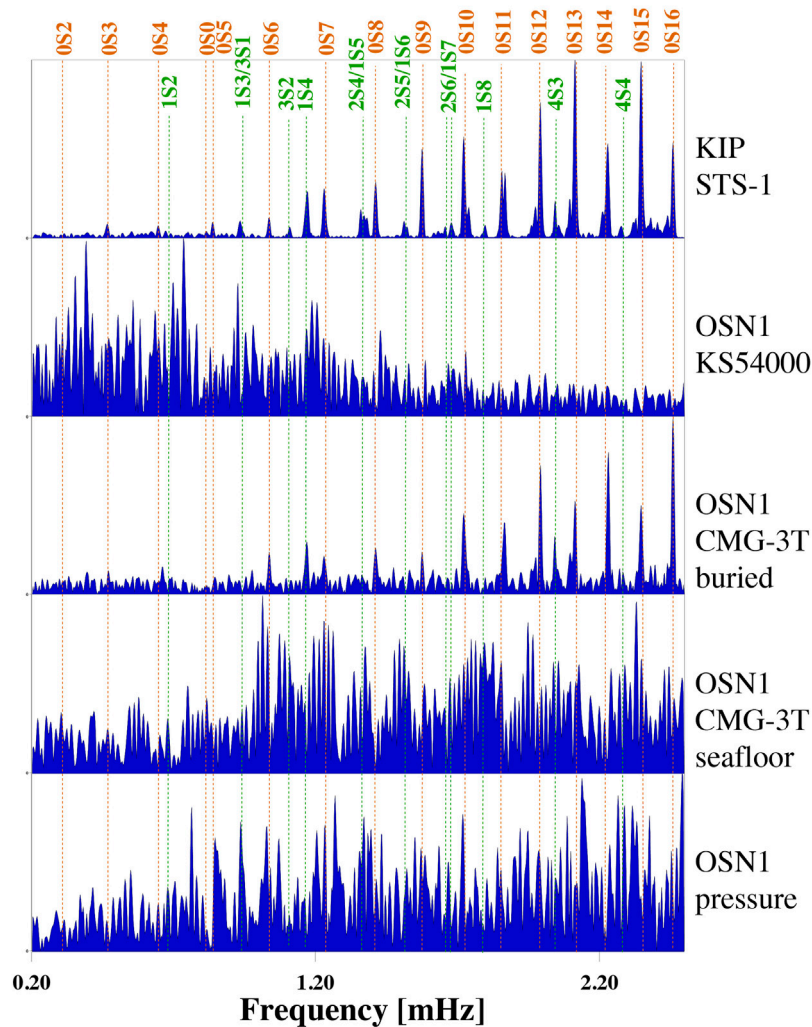 0S2
0S3
0S4
0S0
0S5
0S6
0S7
0S8
0S9
0S10
0S11
0S12
0S13
0S14
0S15
0S16
1S2
1S3/3S1
3S2
1S4
2S4/1S5
2S5/1S6
2S6/1S7
1S8
4S3
4S4
KIP
STS-1
OSN1
KS54000
OSN1
CMG-3T
buried
OSN1
CMG-3T
seafloor
OSN1
pressure
0.20
1.20
2.20
Frequency [mHz]